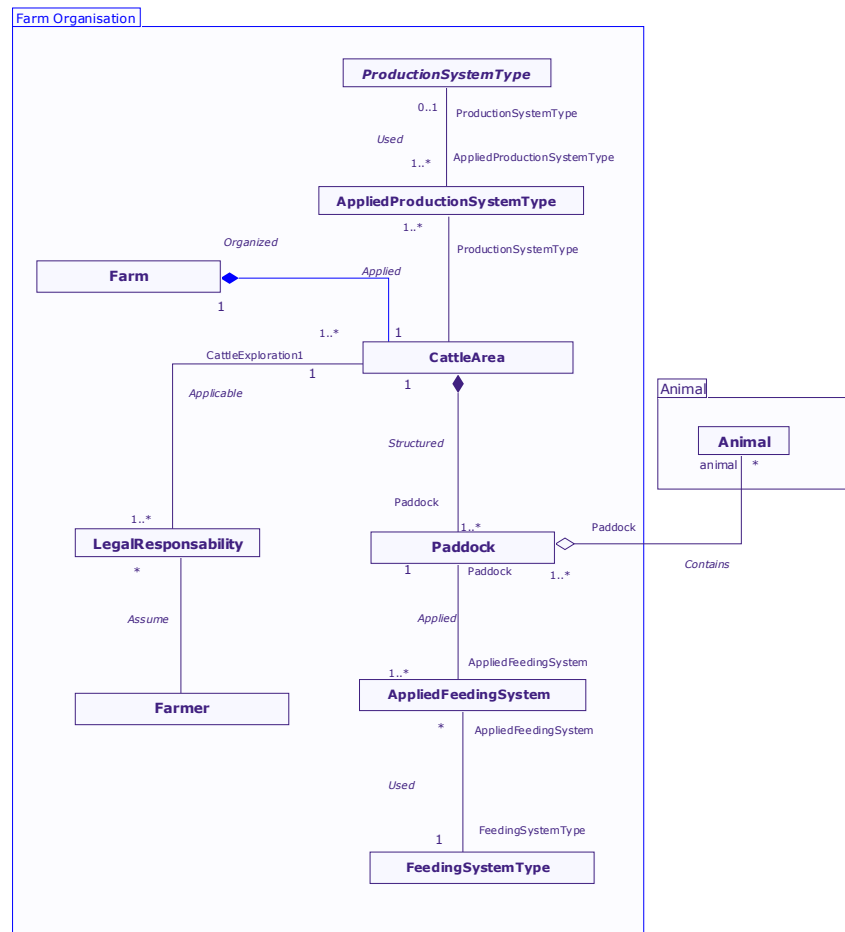 Farm Organisation
ProductionSystemType
0..1
ProductionSystemType
Used
AppliedProductionSystemType
1..*
AppliedProductionSystemType
1..*
Organized
ProductionSystemType
Farm
Applied
1
1..*
1
CattleExploration1
CattleArea
1
1
Applicable
Animal
Animal
animal
*
Structured
Paddock
1..*
1..*
Paddock
LegalResponsability
Paddock
*
1
Paddock
1..*
Contains
Assume
Applied
AppliedFeedingSystem
1..*
Farmer
AppliedFeedingSystem
*
AppliedFeedingSystem
Used
FeedingSystemType
1
FeedingSystemType